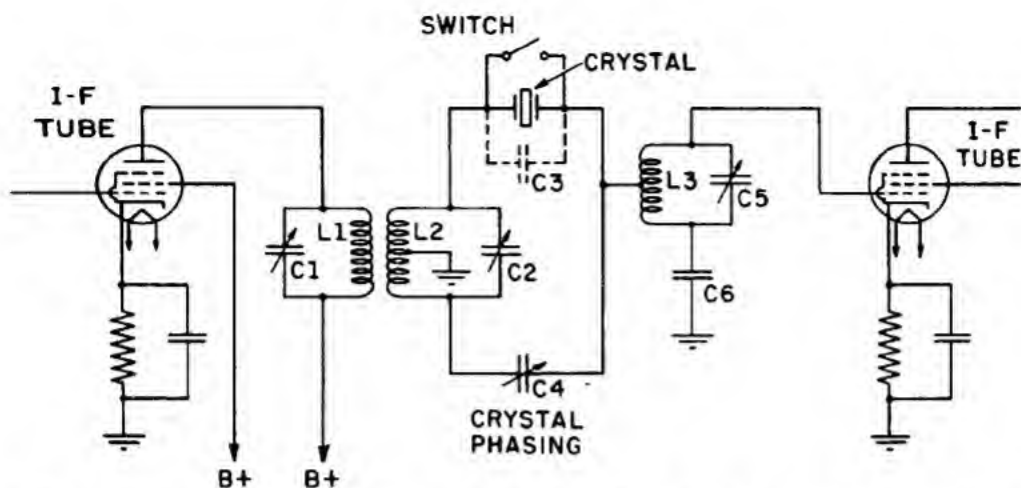 SWITCH
CRYSTAL
I-F
TUBE
C3
L1
L2
L3
C1
C2
C5
C6
C4
CRYSTAL
PHASING
I-F
TUBE
B+
B+